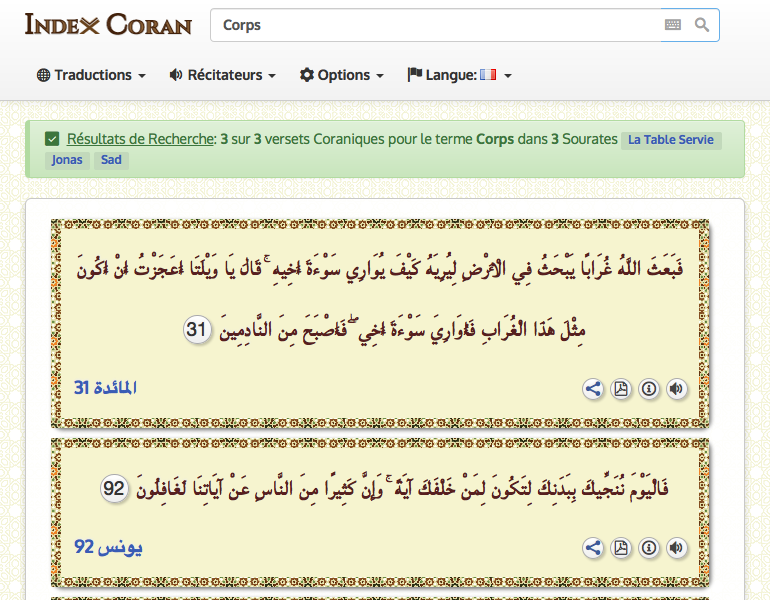 INDEX CORAN
Corps
Traductions Récitateurs Options Langue:
Résultats de Recherche: 3 sur 3 versets Coraniques pour le terme Corps dans 3 Sourates La Table Servie
Jonas Sad
فَبَعَثَ اللَّهُ غُرَابًا يَبْحَثُ فِي الْأَرْضِ لِيُرِيَهُ كَيْفَ يُوَارِي سَوْءَةَ أَخِيهِ ۚ قَالَ يَا وَيْلَتَا أَعَجَزْتُ أَنْ أَكُونَ
مِثْلَ هَذَا الْغُرَابِ فَأُوَارِيَ سَوْءَةَ أَخِي ۖ فَأَصْبَحَ مِنَ النَّادِمِينَ 31
المائدة 31
فَالْيَوْمَ نُنَجِّيكَ بِبَدَنِكَ لِتَكُونَ لِمَنْ خَلْفَكَ آيَةً ۚ وَإِنَّ كَثِيرًا مِنَ النَّاسِ عَنْ آيَاتِنَا لَغَافِلُونَ 92
يونس 92